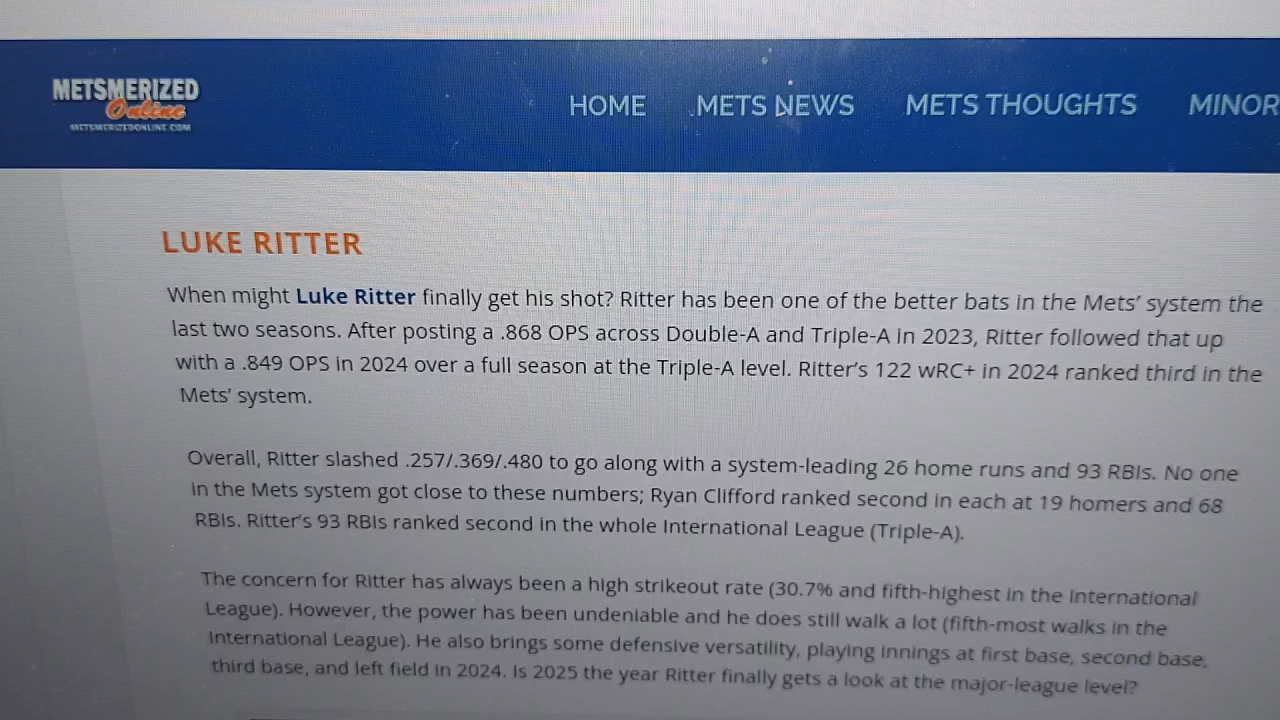 METSMERIZED
Online
METSMERIZEDONLINE.COM
HOME METS NEWS METS THOUGHTS MINOR
LUKE RITTER
When might Luke Ritter finally get his shot? Ritter has been one of the better bats in the Mets' system the
last two seasons. After posting a .868 OPS across Double-A and Triple-A in 2023, Ritter followed that up
with a .849 OPS in 2024 over a full season at the Triple-A level. Ritter's 122 wRC+ in 2024 ranked third in the
Mets' system.
Overall, Ritter slashed .257/.369/.480 to go along with a system-leading 26 home runs and 93 RBIs. No one
in the Mets system got close to these numbers; Ryan Clifford ranked second in each at 19 homers and 68
RBIs. Ritter's 93 RBIs ranked second in the whole International League (Triple-A).
The concern for Ritter has always been a high strikeout rate (30.7% and fifth-highest in the International
League). However, the power has been undeniable and he does still walk a lot (fifth-most walks in the
International League). He also brings some defensive versatility, playing innings at first base, second base,
third base, and left field in 2024. Is 2025 the year Ritter finally gets a look at the major-league level?